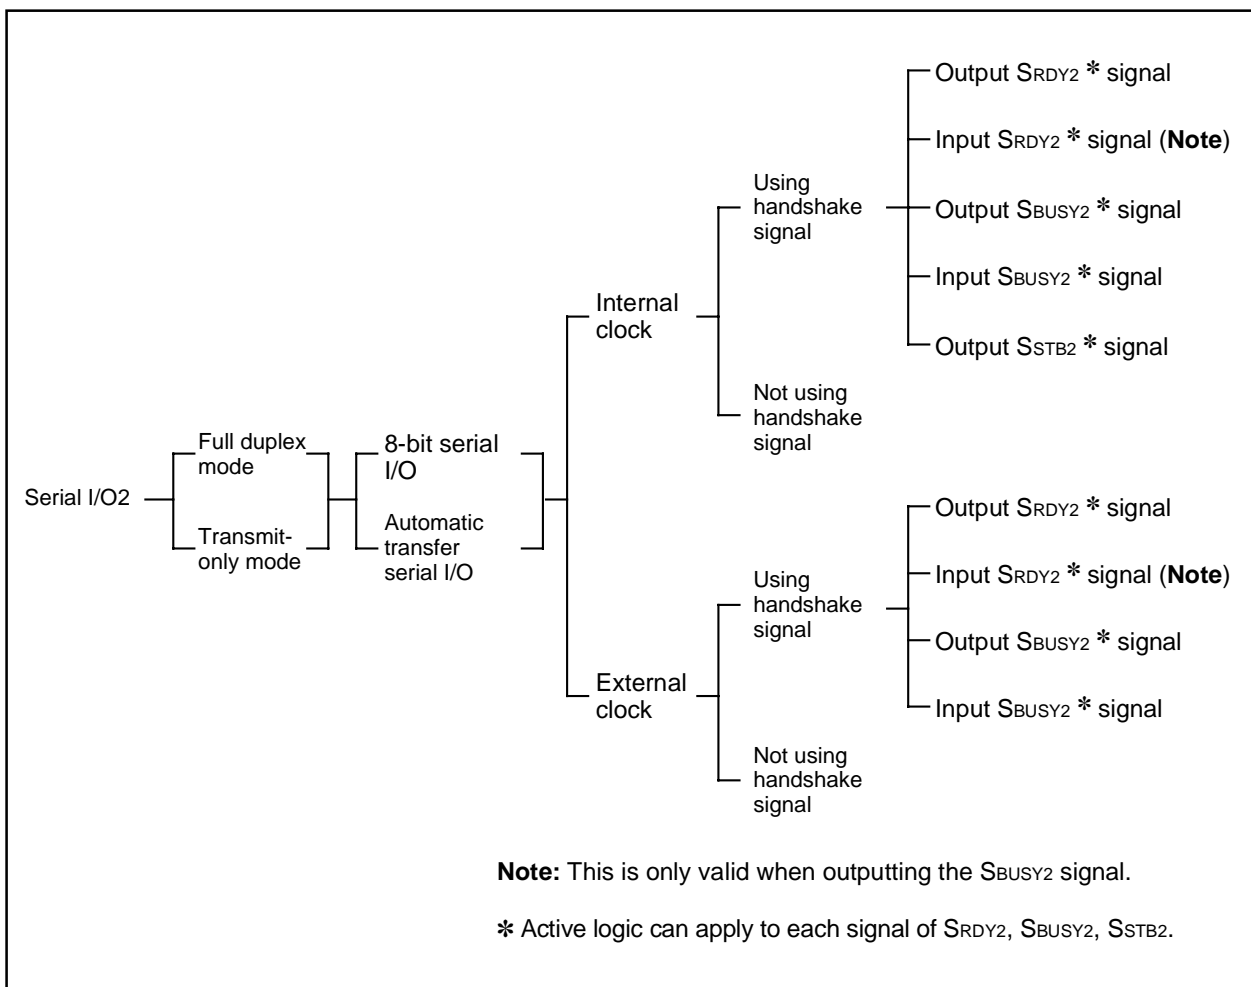 Serial I/O2
Full duplex
mode
Transmit-
only mode
8-bit serial
I/O
Automatic
transfer
serial I/O
Internal
clock
Using
handshake
signal
Output SRDY2 ✽ signal
Input SRDY2 ✽ signal (Note)
Output SBUSY2 ✽ signal
Input SBUSY2 ✽ signal
Output SSTB2 ✽ signal
Not using
handshake
signal
External
clock
Using
handshake
signal
Output SRDY2 ✽ signal
Input SRDY2 ✽ signal (Note)
Output SBUSY2 ✽ signal
Input SBUSY2 ✽ signal
Not using
handshake
signal
Note: This is only valid when outputting the SBUSY2 signal.
✽ Active logic can apply to each signal of SRDY2, SBUSY2, SSTB2.